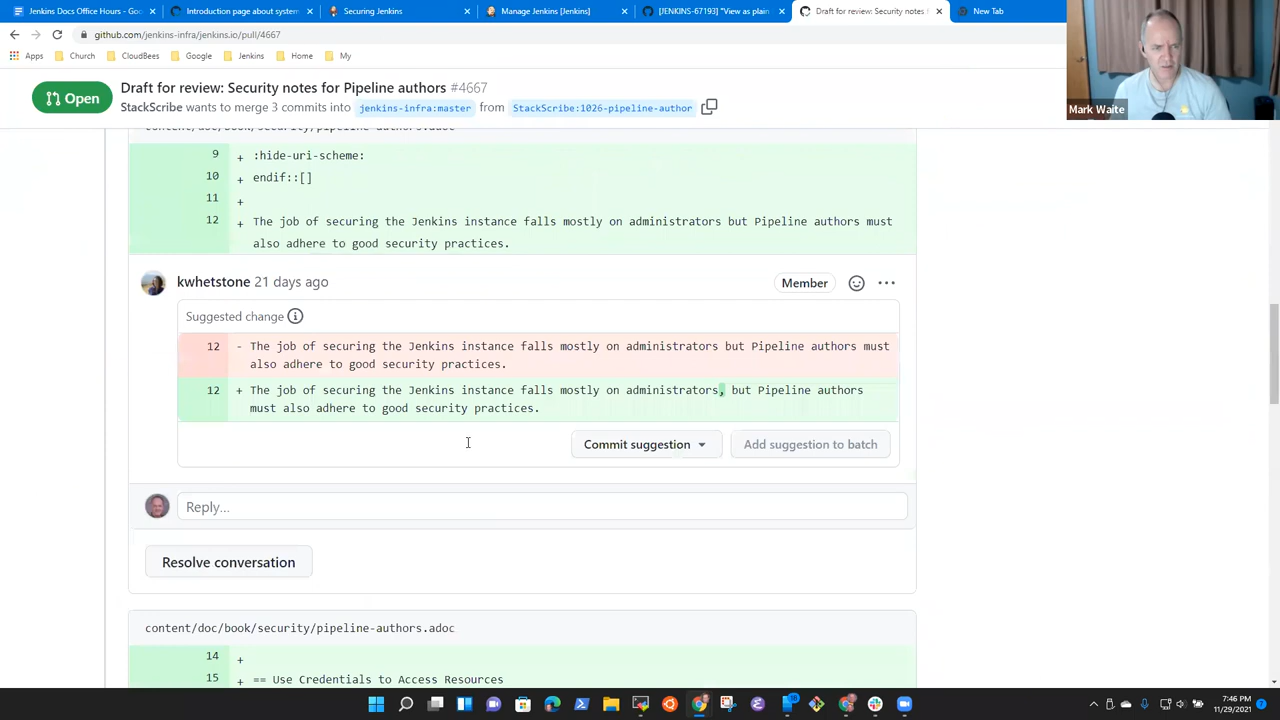 Jenkins Docs Office Hours - Goo
Introduction page about system
Securing Jenkins
Manage Jenkins [Jenkins]
[JENKINS-67193] "View as plain
Draft for review: Security notes f
New Tab
github.com/jenkins-infra/jenkins.io/pull/4667
Apps
Church
CloudBees
Google
Jenkins
Home
My
Open
Draft for review: Security notes for Pipeline authors #4667
StackScribe wants to merge 3 commits into jenkins-infra:master from StackScribe:1026-pipeline-author
Mark Waite
content/doc/book/security/pipeline-authors.adoc
9 + :hide-uri-scheme:
10 + endif::[]
11 +
12 + The job of securing the Jenkins instance falls mostly on administrators but Pipeline authors must
also adhere to good security practices.
kwhetstone 21 days ago
Member
Suggested change
12 - The job of securing the Jenkins instance falls mostly on administrators but Pipeline authors must
also adhere to good security practices.
12 + The job of securing the Jenkins instance falls mostly on administrators, but Pipeline authors
must also adhere to good security practices.
Commit suggestion
Add suggestion to batch
Reply...
Resolve conversation
content/doc/book/security/pipeline-authors.adoc
14 +
15 + == Use Credentials to Access Resources
7:46 PM
11/29/2021